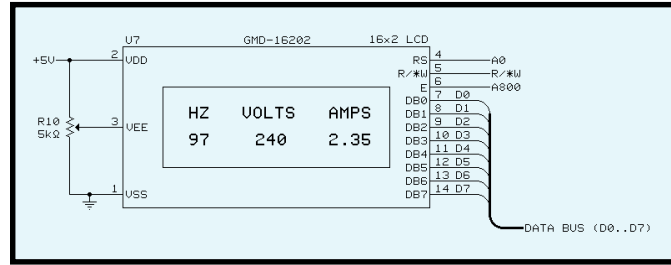 U7 GMD-16202 16x2 LCD
+5V 2 VDD
RS 4 A0
R/*W 5 R/*W
E 6 A800
DB0 7 D0
HZ VOLTS AMPS
DB1 8 D1
R10 5kΩ 3 VEE
DB2 9 D2
97 240 2.35
DB3 10 D3
DB4 11 D4
DB5 12 D5
DB6 13 D6
1 VSS
DB7 14 D7
DATA BUS (D0..D7)